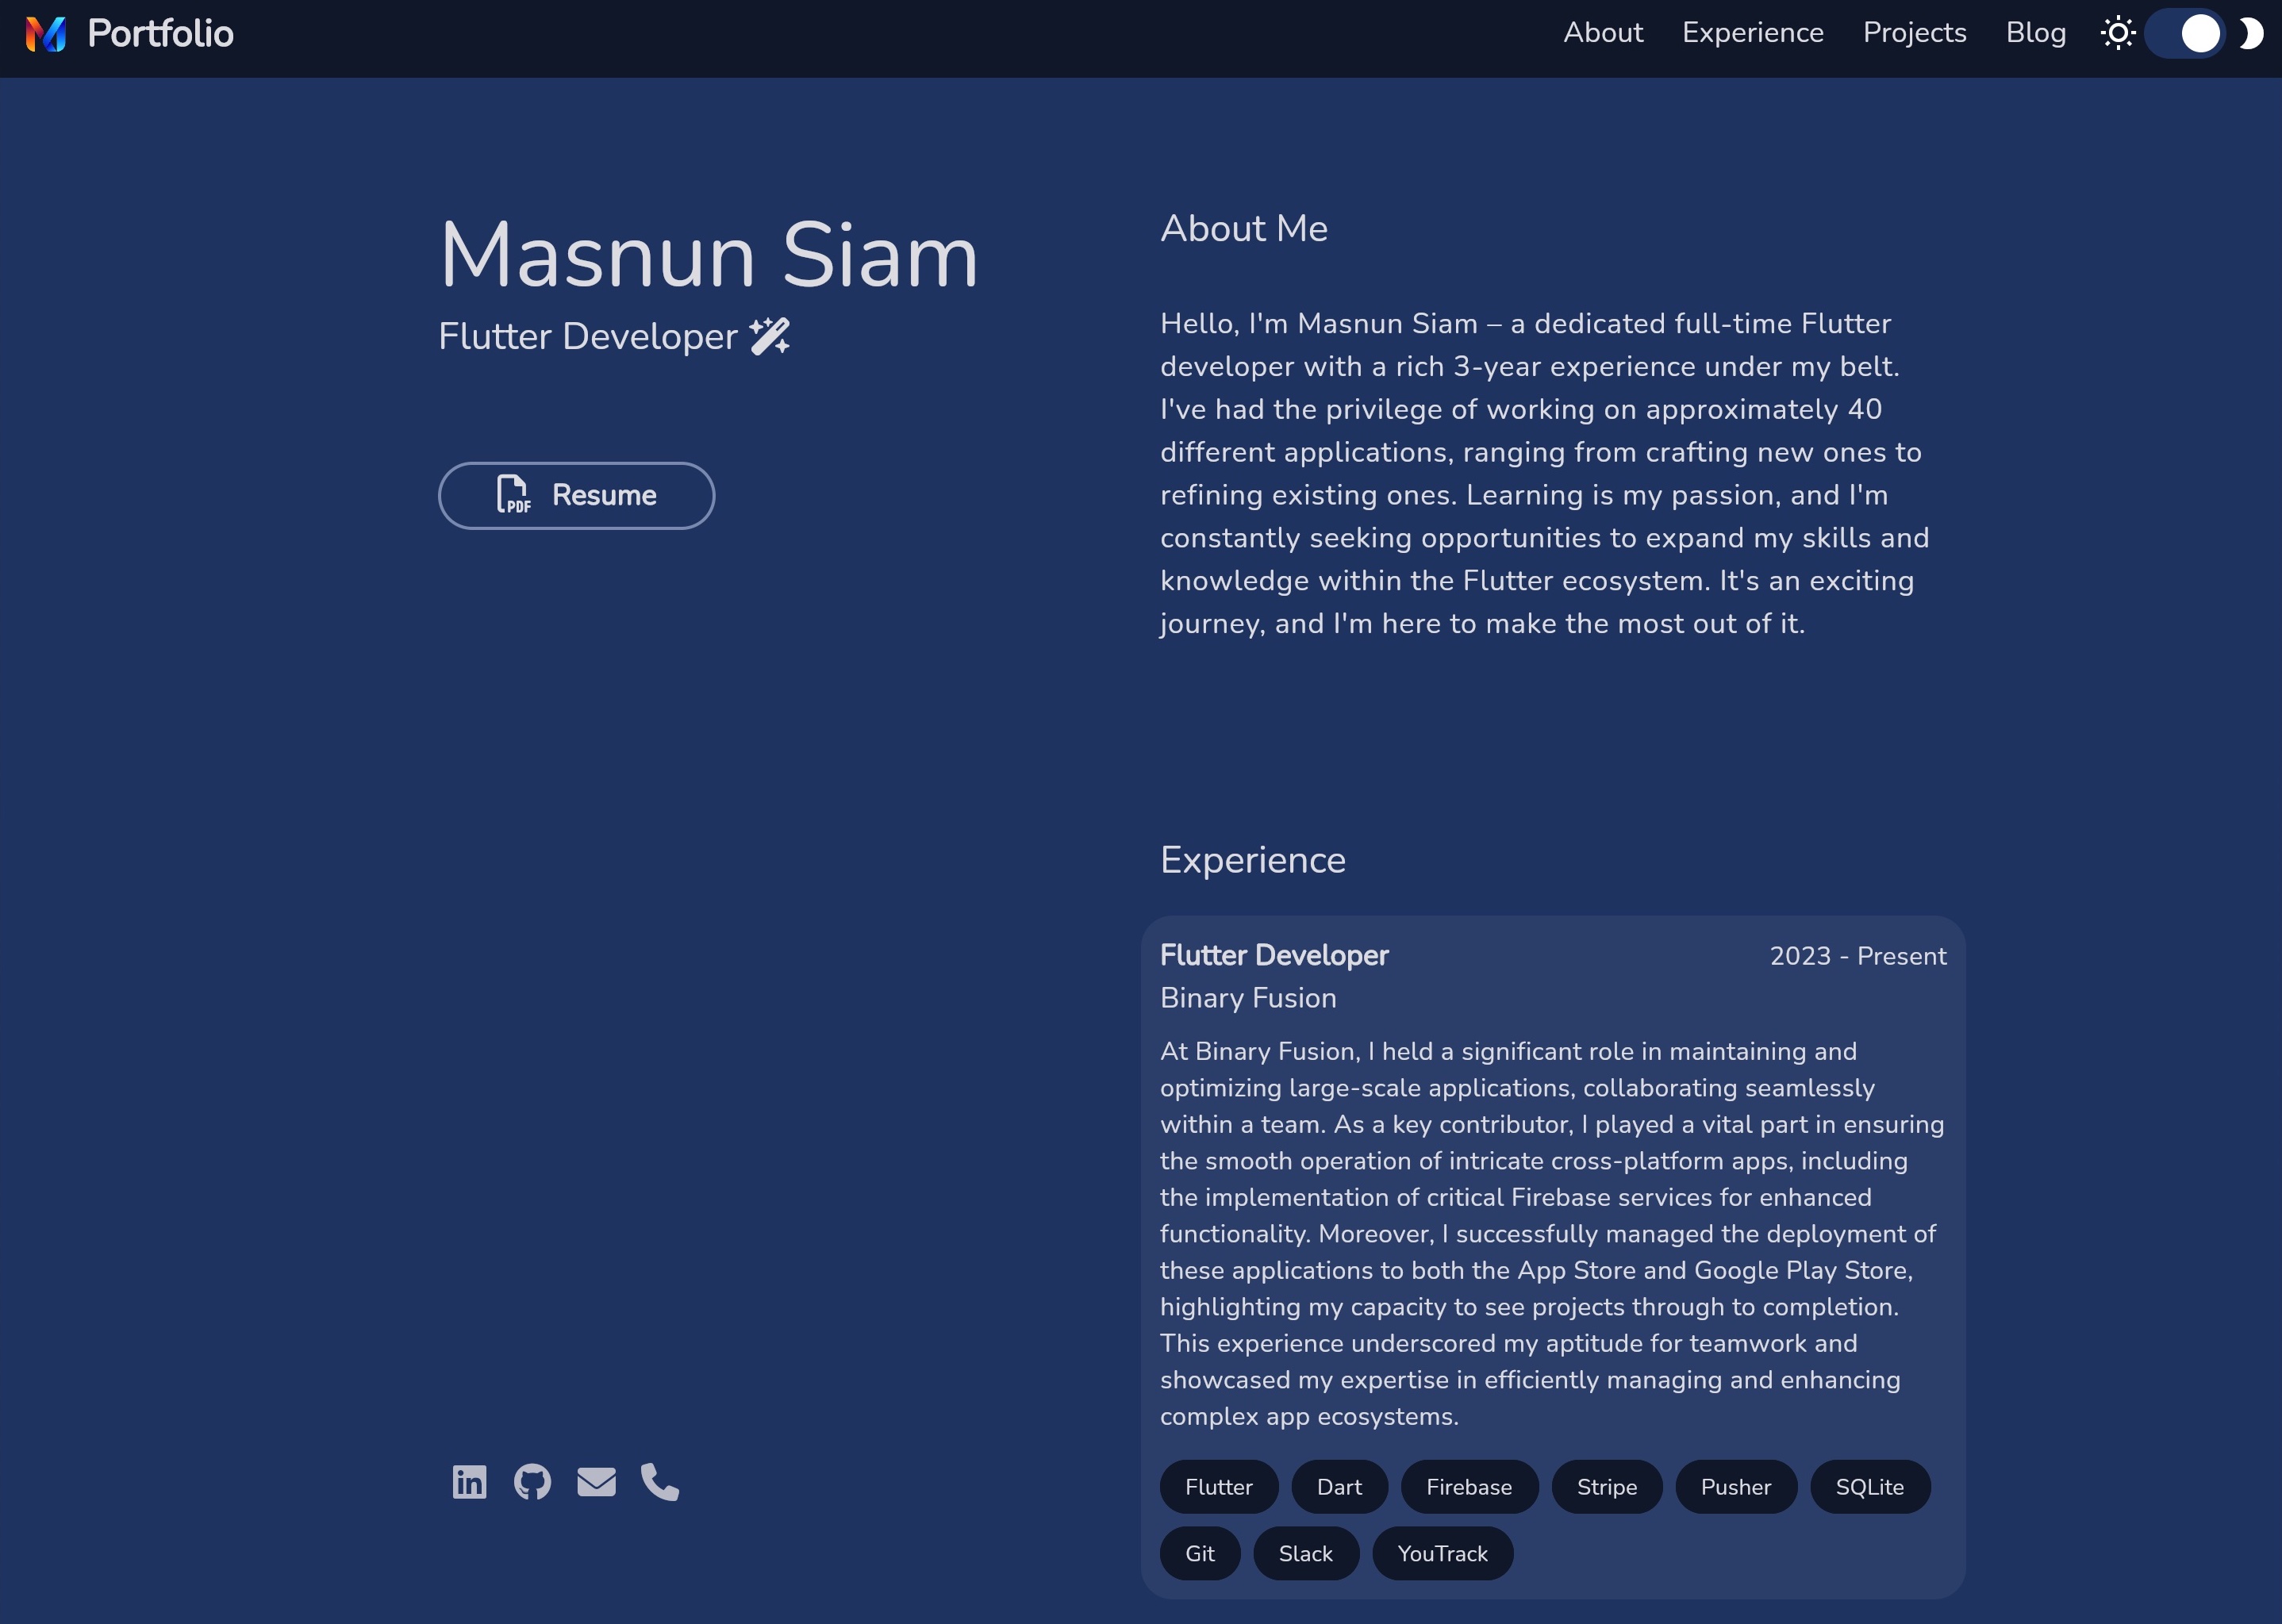 Portfolio
About Experience Projects Blog
Masnun Siam
Flutter Developer
PDF Resume
About Me
Hello, I'm Masnun Siam – a dedicated full-time Flutter
developer with a rich 3-year experience under my belt.
I've had the privilege of working on approximately 40
different applications, ranging from crafting new ones to
refining existing ones. Learning is my passion, and I'm
constantly seeking opportunities to expand my skills and
knowledge within the Flutter ecosystem. It's an exciting
journey, and I'm here to make the most out of it.
Experience
Flutter Developer 2023 - Present
Binary Fusion
At Binary Fusion, I held a significant role in maintaining and
optimizing large-scale applications, collaborating seamlessly
within a team. As a key contributor, I played a vital part in ensuring
the smooth operation of intricate cross-platform apps, including
the implementation of critical Firebase services for enhanced
functionality. Moreover, I successfully managed the deployment of
these applications to both the App Store and Google Play Store,
highlighting my capacity to see projects through to completion.
This experience underscored my aptitude for teamwork and
showcased my expertise in efficiently managing and enhancing
complex app ecosystems.
Flutter Dart Firebase Stripe Pusher SQLite
Git Slack YouTrack
in